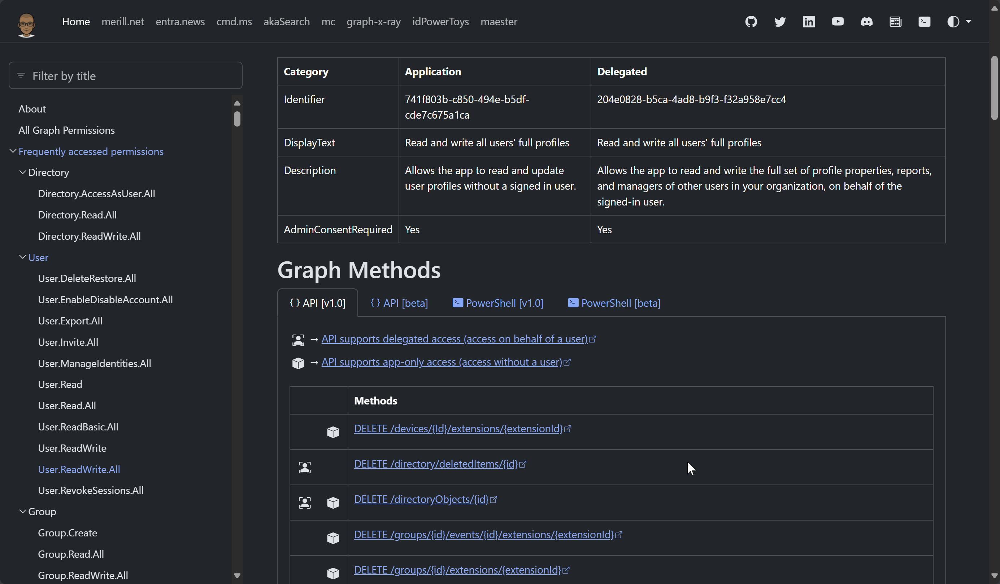 Home merill.net entra.news cmd.ms akaSearch mc graph-x-ray idPowerToys maester
Filter by title
About
All Graph Permissions
Frequently accessed permissions
Directory
Directory.AccessAsUser.All
Directory.Read.All
Directory.ReadWrite.All
User
User.DeleteRestore.All
User.EnableDisableAccount.All
User.Export.All
User.Invite.All
User.ManageIdentities.All
User.Read
User.Read.All
User.ReadBasic.All
User.ReadWrite
User.ReadWrite.All
User.RevokeSessions.All
Group
Group.Create
Group.Read.All
Group.ReadWrite.All
Category Application Delegated
Identifier 741f803b-c850-494e-b5df- 204e0828-b5ca-4ad8-b9f3-f32a958e7cc4
cde7c675a1ca
DisplayText Read and write all users' full profiles Read and write all users' full profiles
Description Allows the app to read and update Allows the app to read and write the full set of profile properties, reports,
user profiles without a signed in user. and managers of other users in your organization, on behalf of the
signed-in user.
AdminConsentRequired Yes Yes
Graph Methods
{ } API [v1.0] { } API [beta] PowerShell [v1.0] PowerShell [beta]
→ API supports delegated access (access on behalf of a user)
→ API supports app-only access (access without a user)
Methods
DELETE /devices/{Id}/extensions/{extensionId}
DELETE /directory/deletedItems/{id}
DELETE /directoryObjects/{id}
DELETE /groups/{id}/events/{id}/extensions/{extensionId}
DELETE /groups/{id}/extensions/{extensionId}